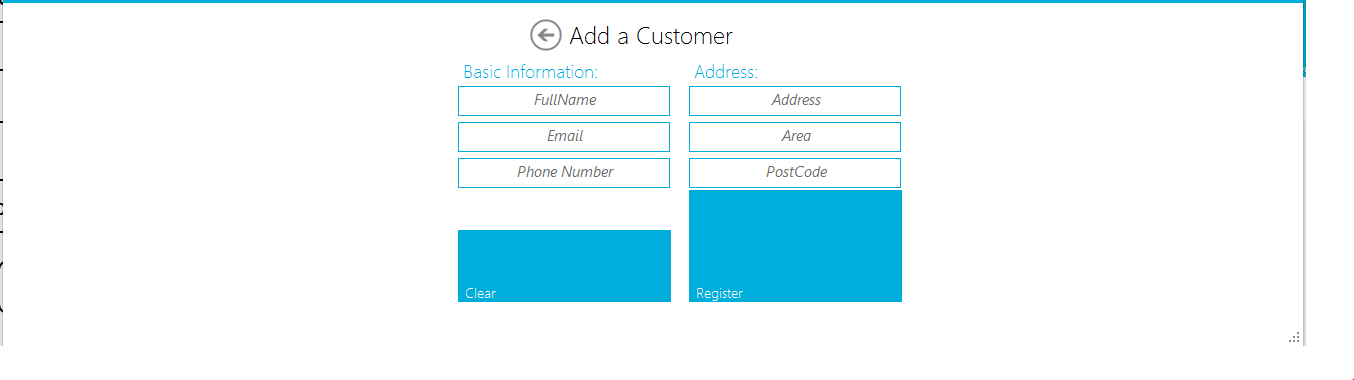 Add a Customer
Basic Information:
FullName
Email
Phone Number
Clear
Address:
Address
Area
PostCode
Register